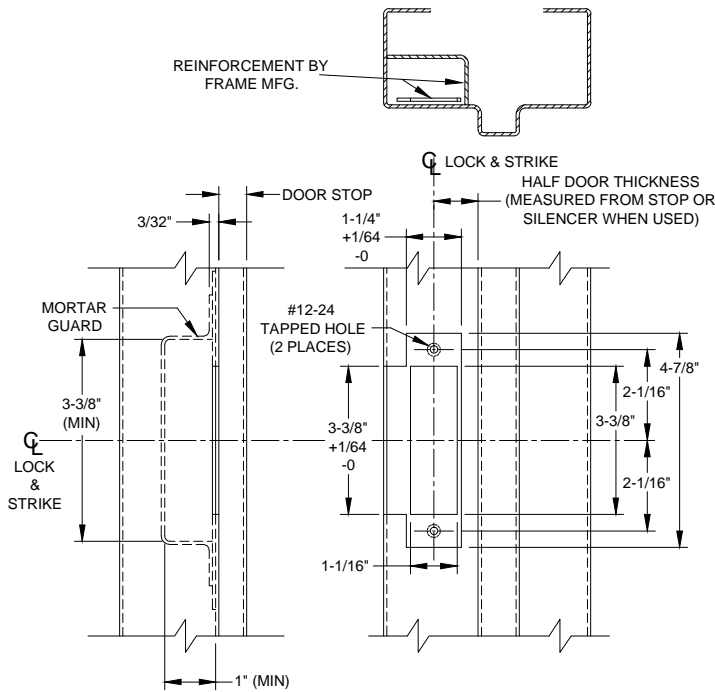 REINFORCEMENT BY
FRAME MFG.
℄ LOCK & STRIKE
DOOR STOP
HALF DOOR THICKNESS
(MEASURED FROM STOP OR
SILENCER WHEN USED)
3/32"
1-1/4"
+1/64
-0
MORTAR
GUARD
#12-24
TAPPED HOLE
(2 PLACES)
4-7/8"
2-1/16"
3-3/8"
(MIN)
3-3/8"
+1/64
-0
3-3/8"
℄
LOCK
&
STRIKE
2-1/16"
1-1/16"
1" (MIN)